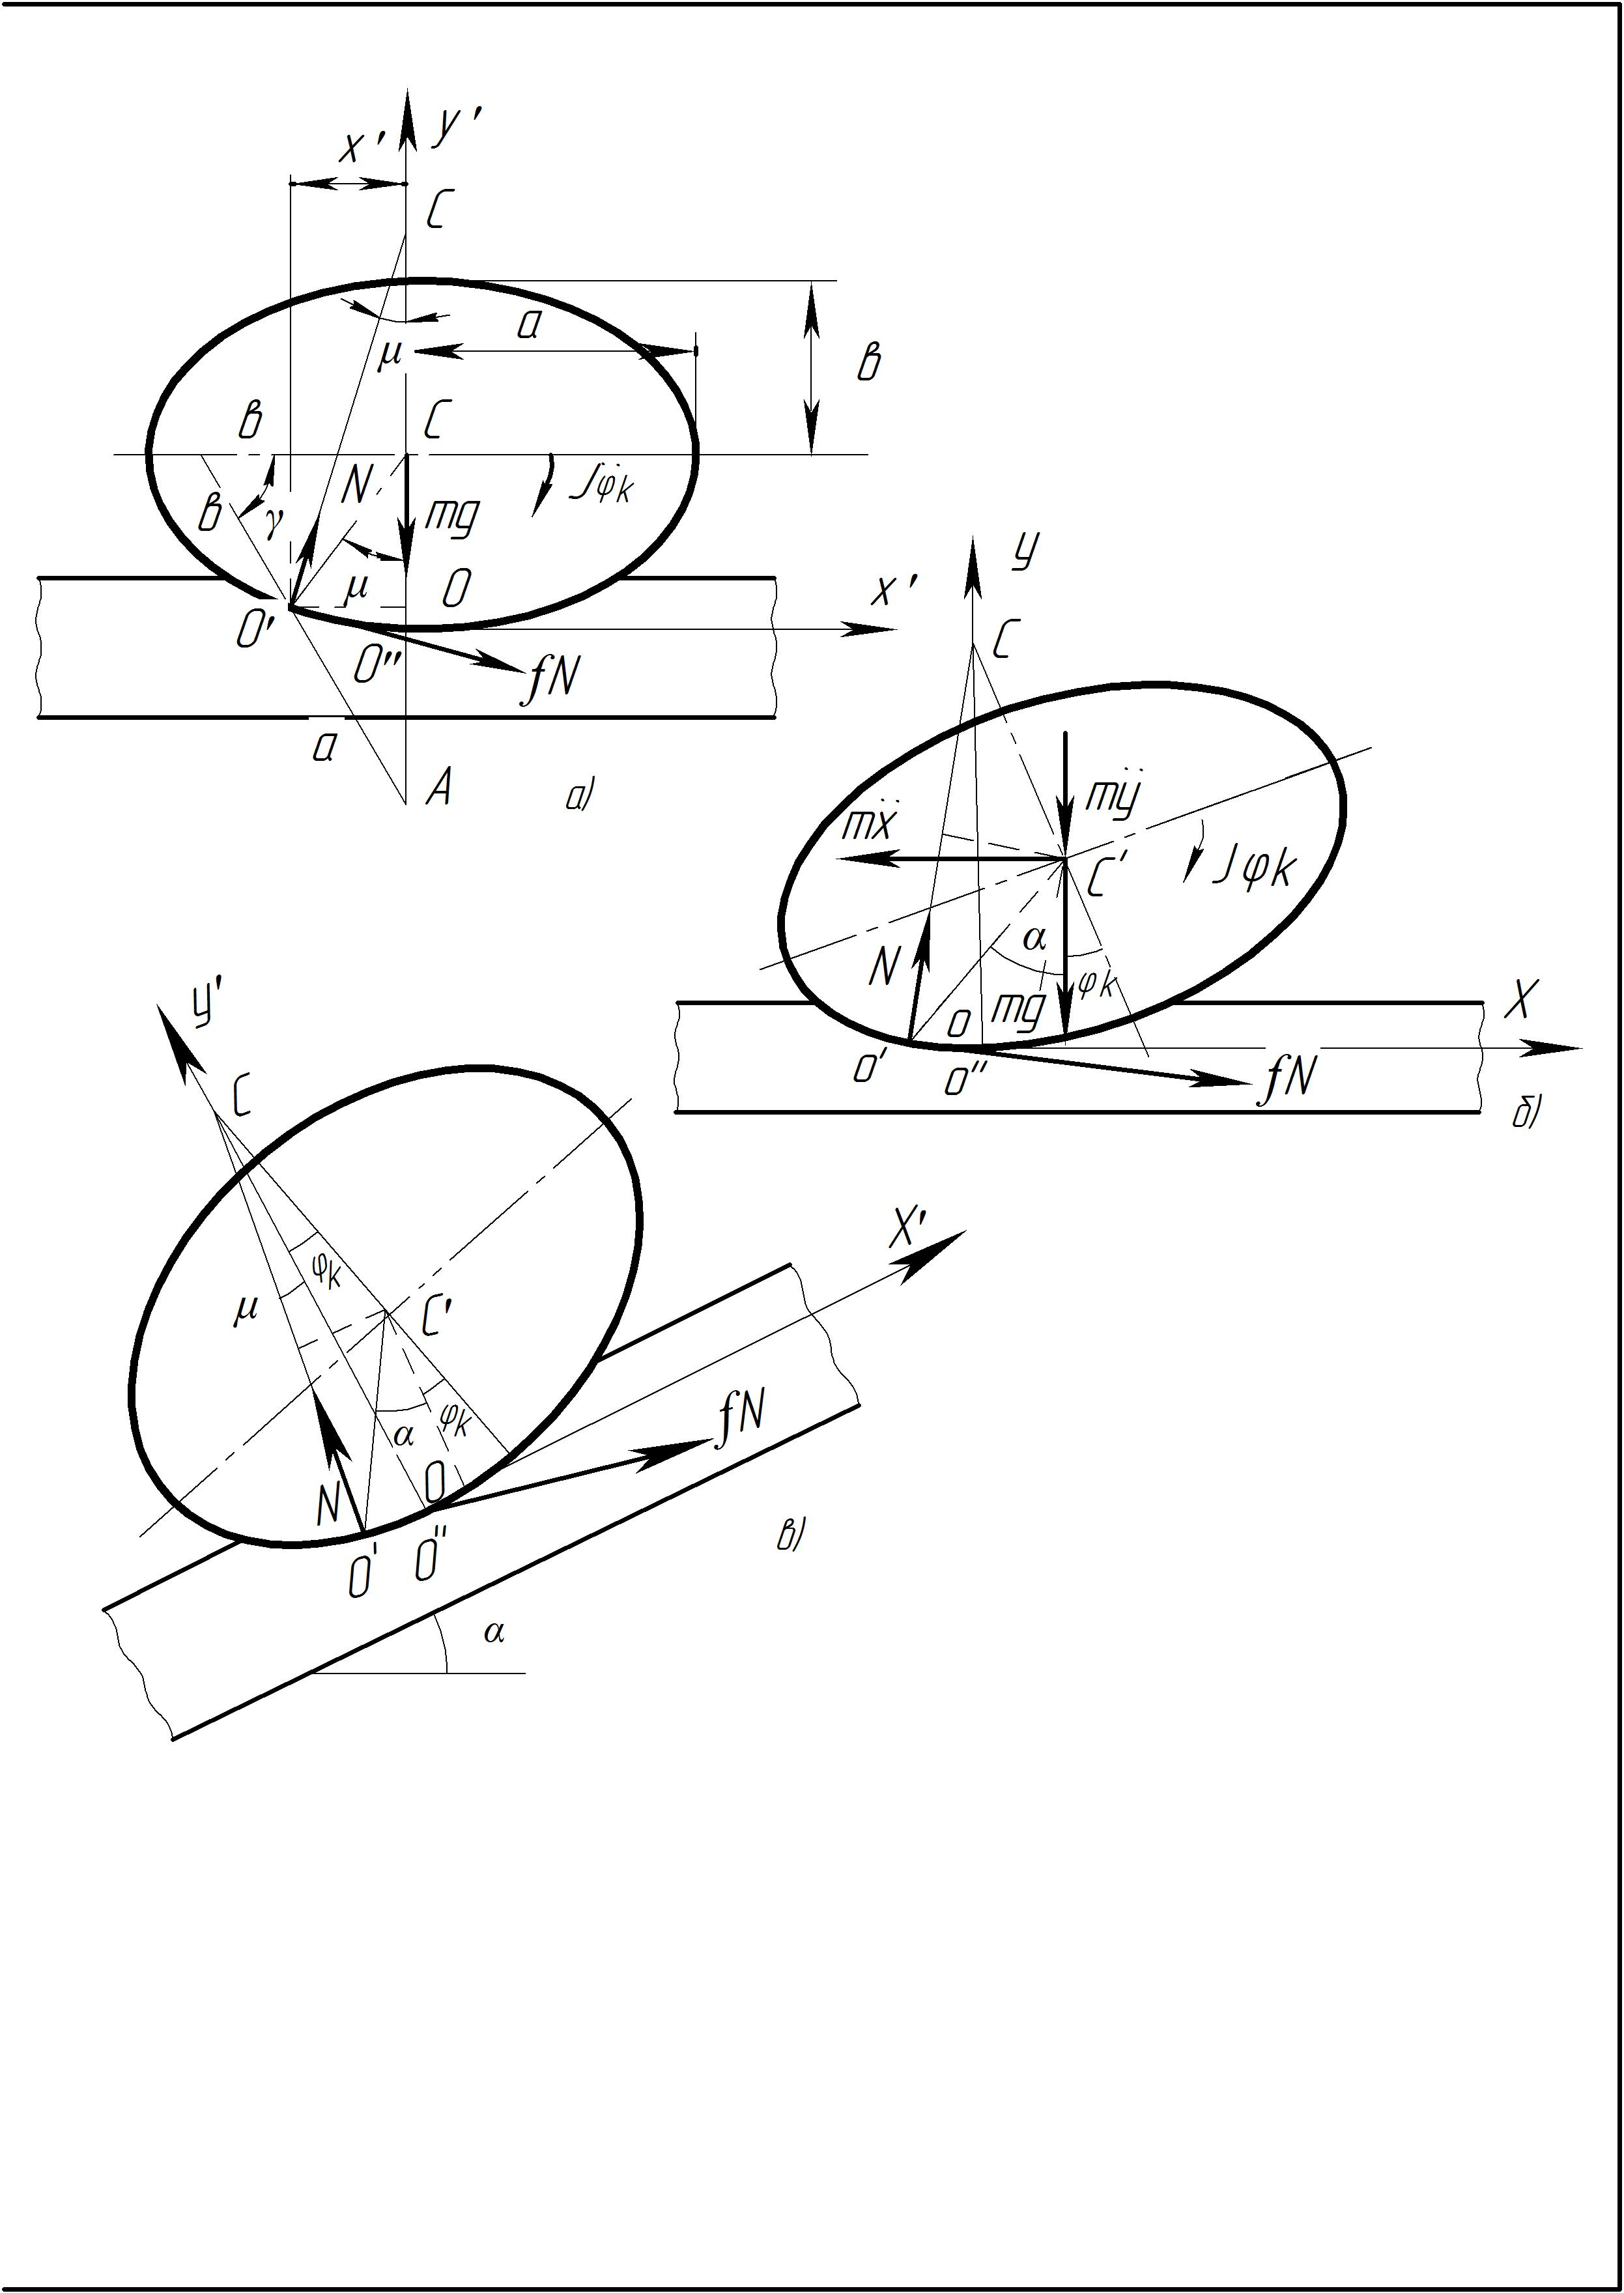 y'
x'
C
a
μ
в
в
C
N
Jφ̈k
в
γ
mg
μ
O
x'
O'
O''
fN
a
A
а)
y
C
mÿ
mẍ
C'
Jφk
α
N
φk
mg
o
X
o'
o''
fN
б)
y'
C
X'
φk
μ
C'
fN
φk
α
O
N
в)
O'
O''
α